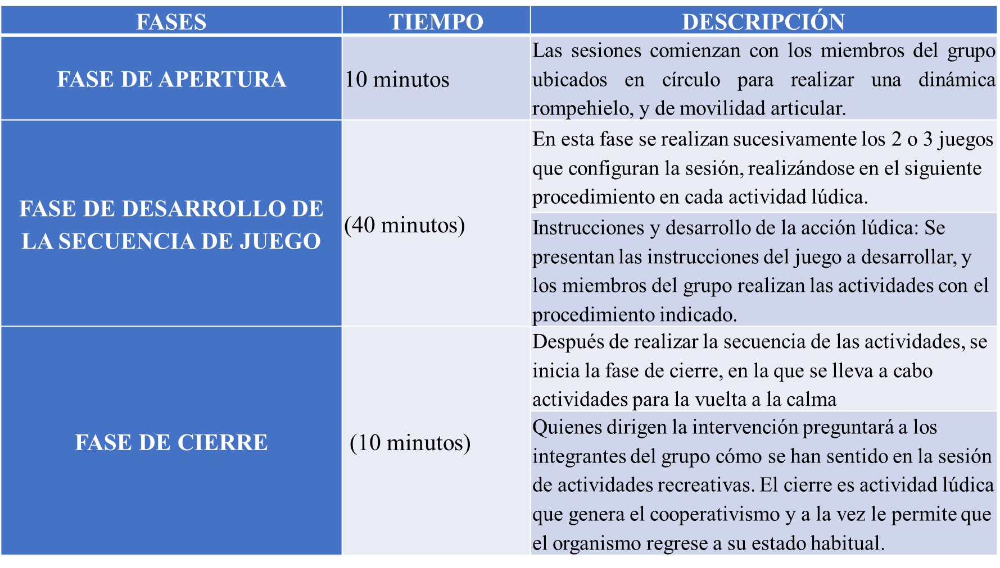 FASES
TIEMPO
DESCRIPCIÓN
FASE DE APERTURA
10 minutos
Las sesiones comienzan con los miembros del grupo
ubicados en círculo para realizar una dinámica
rompehielo, y de movilidad articular.
FASE DE DESARROLLO DE
LA SECUENCIA DE JUEGO
(40 minutos)
En esta fase se realizan sucesivamente los 2 o 3 juegos
que configuran la sesión, realizándose en el siguiente
procedimiento en cada actividad lúdica.
Instrucciones y desarrollo de la acción lúdica: Se
presentan las instrucciones del juego a desarrollar, y
los miembros del grupo realizan las actividades con el
procedimiento indicado.
FASE DE CIERRE
(10 minutos)
Después de realizar la secuencia de las actividades, se
inicia la fase de cierre, en la que se lleva a cabo
actividades para la vuelta a la calma
Quienes dirigen la intervención preguntará a los
integrantes del grupo cómo se han sentido en la sesión
de actividades recreativas. El cierre es actividad lúdica
que genera el cooperativismo y a la vez le permite que
el organismo regrese a su estado habitual.